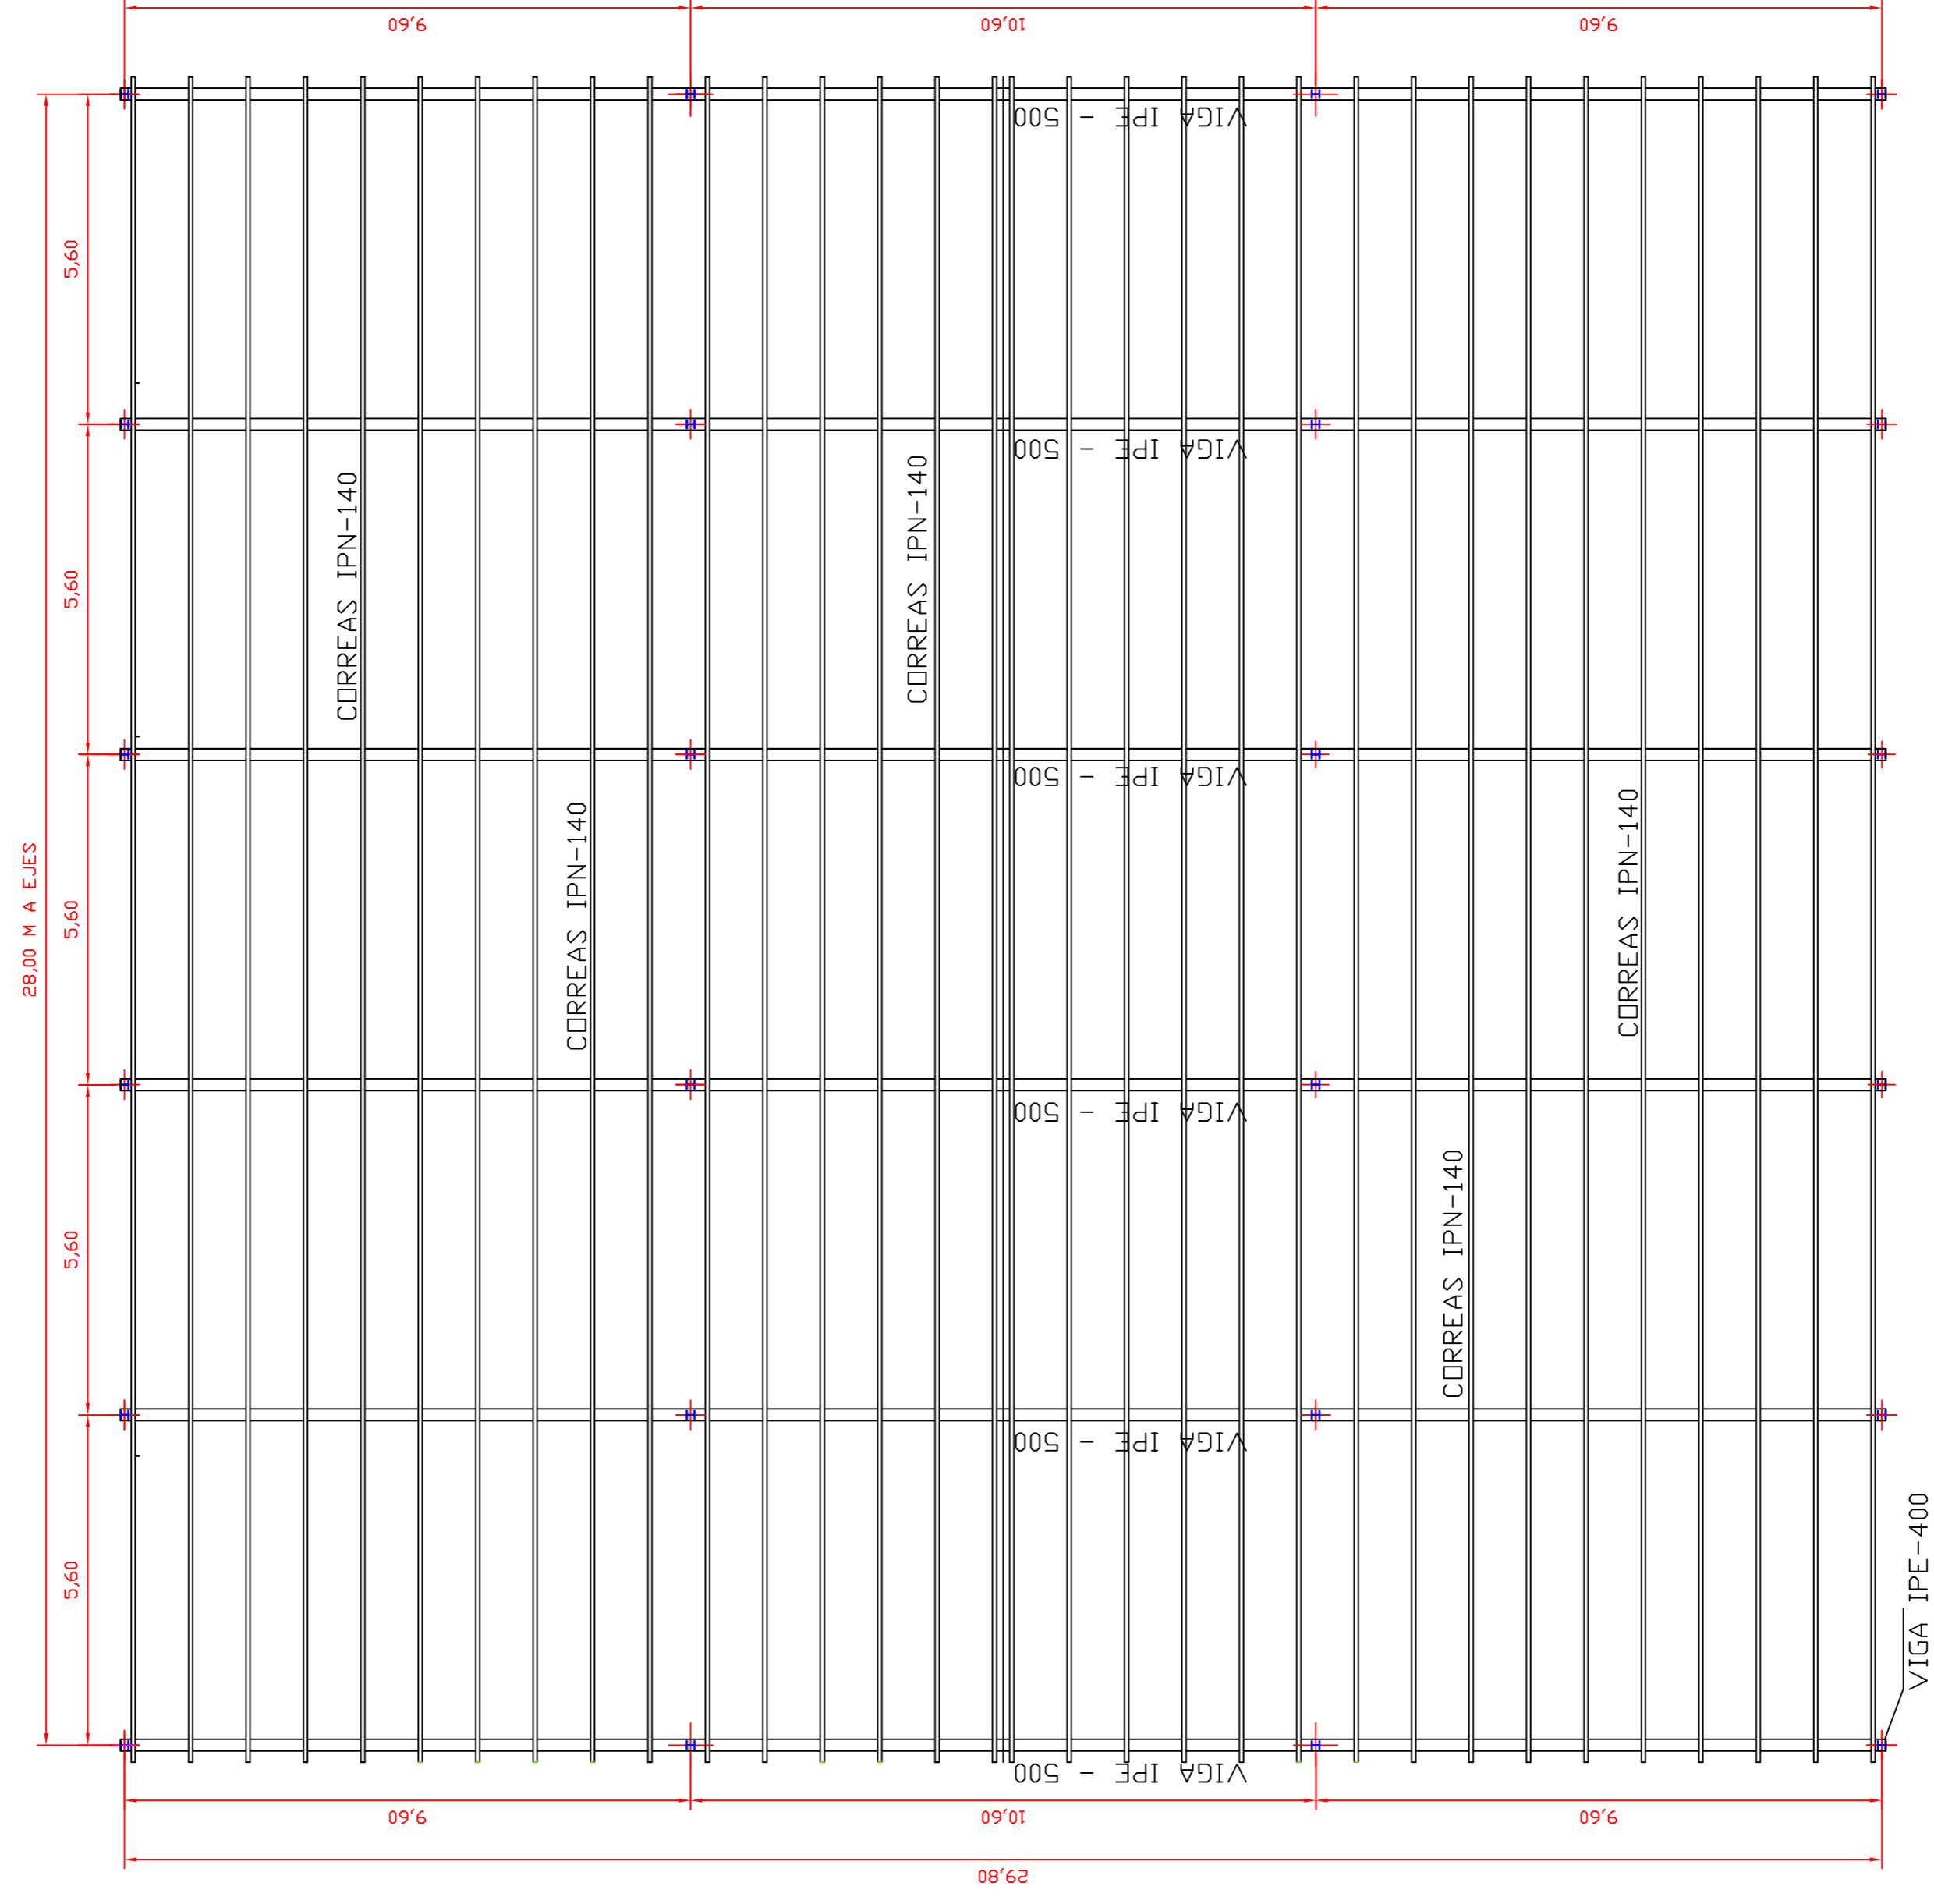 9,60
10,60
9,60
28,00 M A EJES
5,60
5,60
5,60
5,60
5,60
VIGA IPE - 500
VIGA IPE - 500
VIGA IPE - 500
VIGA IPE - 500
VIGA IPE - 500
VIGA IPE - 500
CORREAS IPN-140
CORREAS IPN-140
CORREAS IPN-140
CORREAS IPN-140
CORREAS IPN-140
VIGA IPE-400
9,60
10,60
9,60
29,80